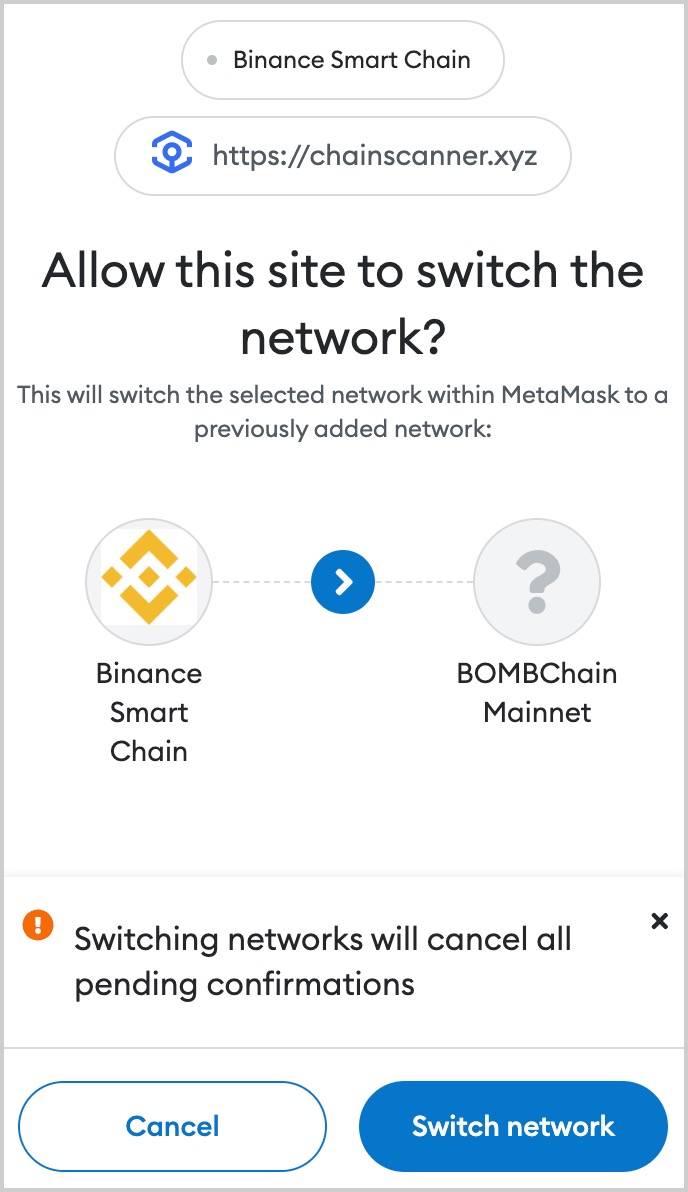 Binance Smart Chain
https://chainscanner.xyz
Allow this site to switch the
network?
This will switch the selected network within MetaMask to a
previously added network:
?
Binance
Smart
Chain
BOMBChain
Mainnet
!
Switching networks will cancel all
pending confirmations
Cancel
Switch network